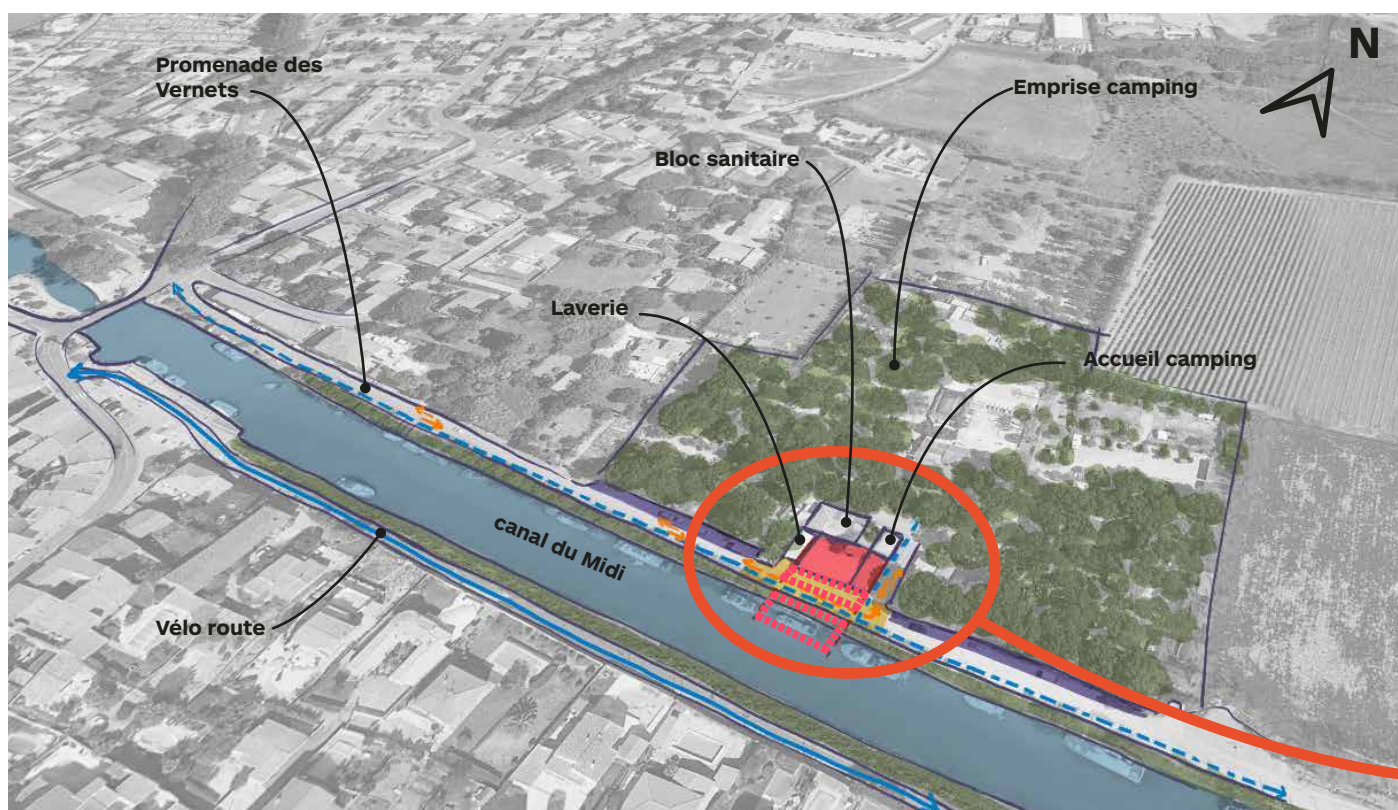 N
Promenade des
Vernets
Emprise camping
Bloc sanitaire
Laverie
Accueil camping
canal du Midi
Vélo route